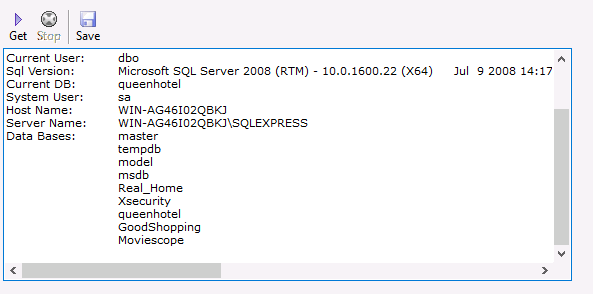 Get Stop Save
Current User: dbo
Sql Version: Microsoft SQL Server 2008 (RTM) - 10.0.1600.22 (X64) Jul 9 2008 14:17
Current DB: queenhotel
System User: sa
Host Name: WIN-AG46I02QBKJ
Server Name: WIN-AG46I02QBKJ\SQLEXPRESS
Data Bases: master
tempdb
model
msdb
Real_Home
Xsecurity
queenhotel
GoodShopping
Moviescope